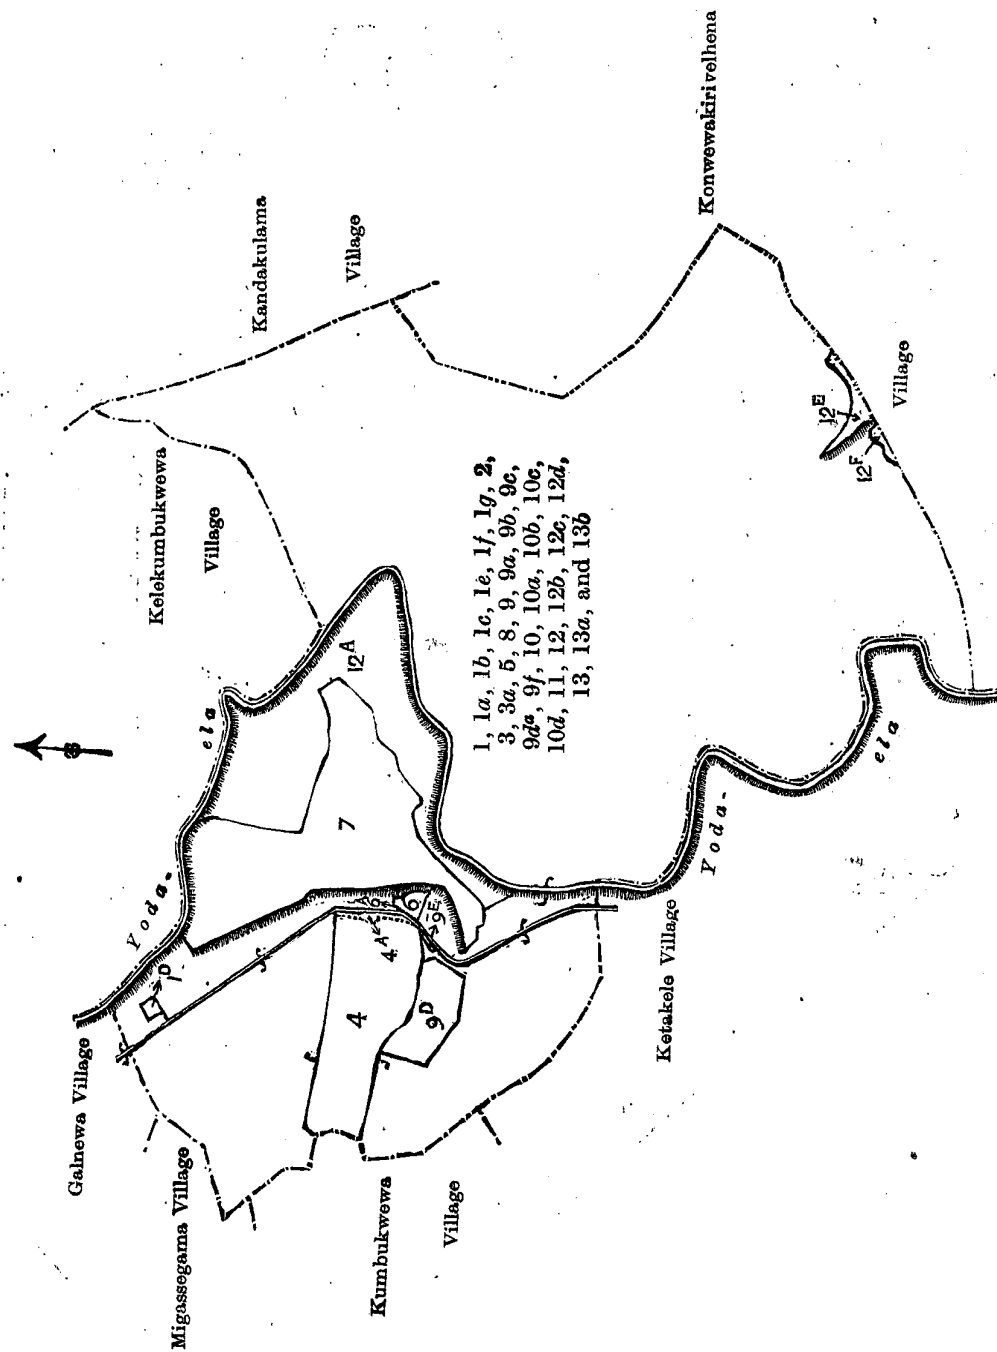 Galnewa Village
Migassegama Village
Kumbukwewa
Village
Ketakele Village
Kelekumbukwewa
Village
Kandakulama
Village
Konwewakirivelhena
Village
Yoda-
ela
Yoda-
ela
1D
4
4A
6A
6
9E
9D
7
12A
12E
12F
1, 1a, 1b, 1c, 1e, 1f, 1g, 2,
3, 3a, 5, 8, 9, 9a, 9b, 9c,
9da, 9f, 10, 10a, 10b, 10c,
10d, 11, 12, 12b, 12c, 12d,
13, 13a, and 13b